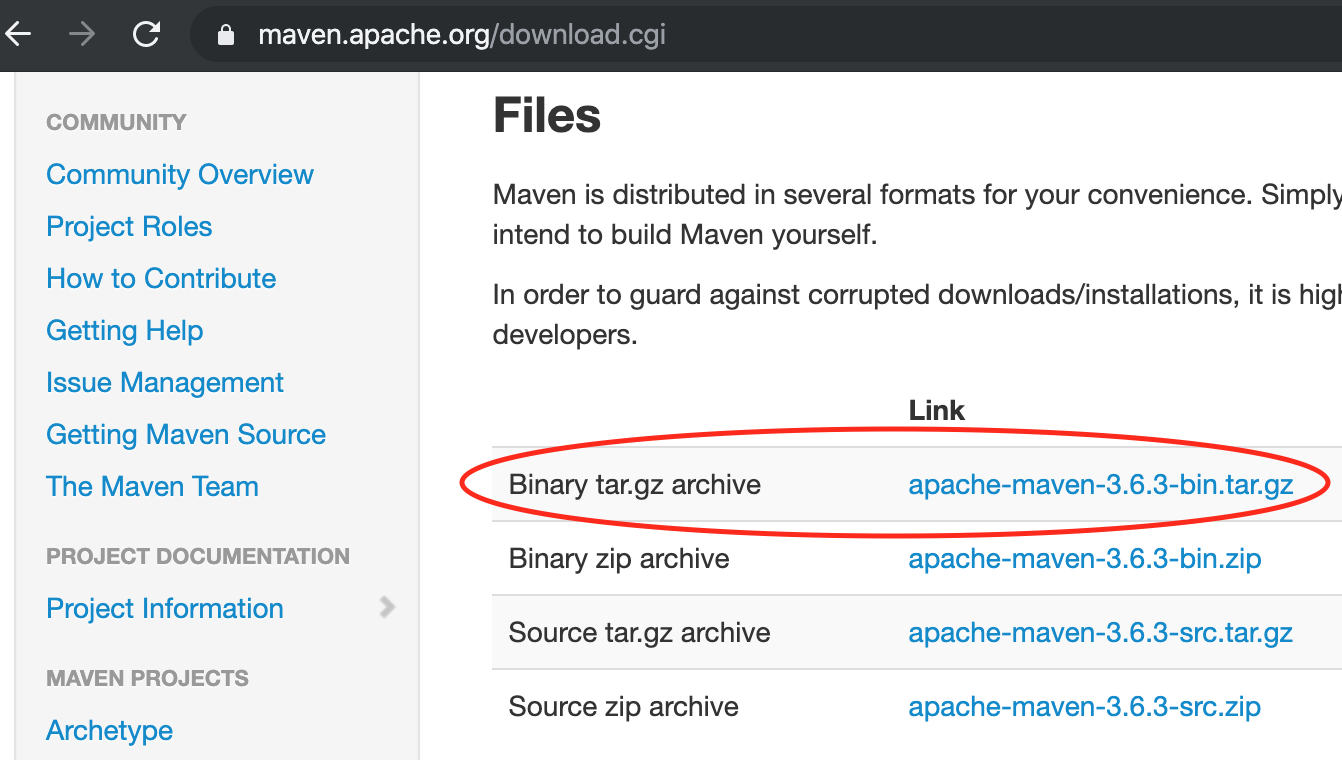 maven.apache.org/download.cgi
COMMUNITY
Community Overview
Project Roles
How to Contribute
Getting Help
Issue Management
Getting Maven Source
The Maven Team
PROJECT DOCUMENTATION
Project Information
MAVEN PROJECTS
Archetype
Files
Maven is distributed in several formats for your convenience. Simply
intend to build Maven yourself.
In order to guard against corrupted downloads/installations, it is
developers.
Link
Binary tar.gz archive apache-maven-3.6.3-bin.tar.gz
Binary zip archive apache-maven-3.6.3-bin.zip
Source tar.gz archive apache-maven-3.6.3-src.tar.gz
Source zip archive apache-maven-3.6.3-src.zip